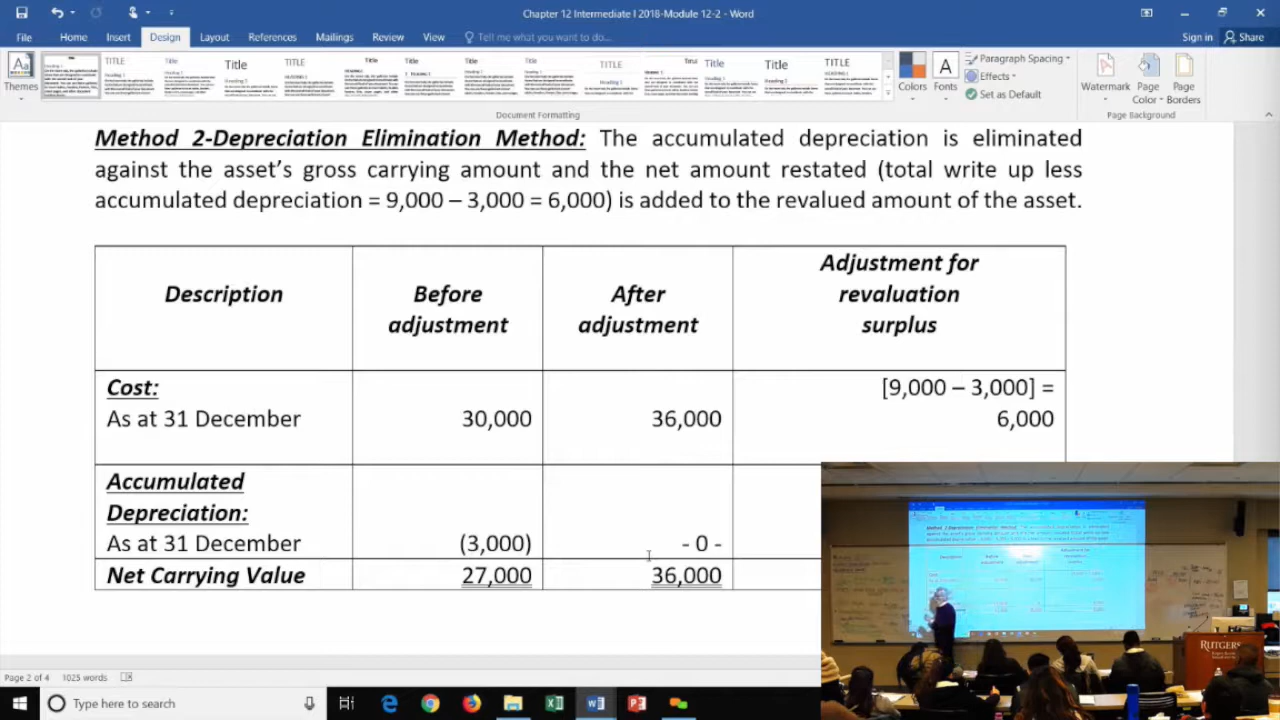 Chapter 12 Intermediate I 2018-Module 12-2 - Word
File Home Insert Design Layout References Mailings Review View Tell me what you want to do... Sign in Share
Themes
TITLE Title TITLE Title
Colors Fonts Paragraph Spacing Effects Set as Default Watermark Page Color Page Borders
Document Formatting Page Background
Method 2-Depreciation Elimination Method: The accumulated depreciation is eliminated
against the asset's gross carrying amount and the net amount restated (total write up less
accumulated depreciation = 9,000 – 3,000 = 6,000) is added to the revalued amount of the asset.
Description Before adjustment After adjustment Adjustment for revaluation surplus
Cost: [9,000 – 3,000] =
As at 31 December 30,000 36,000 6,000
Accumulated
Depreciation:
As at 31 December (3,000) - 0 -
Net Carrying Value 27,000 36,000
RUTGERS
Page 2 of 4 1025 words
Type here to search